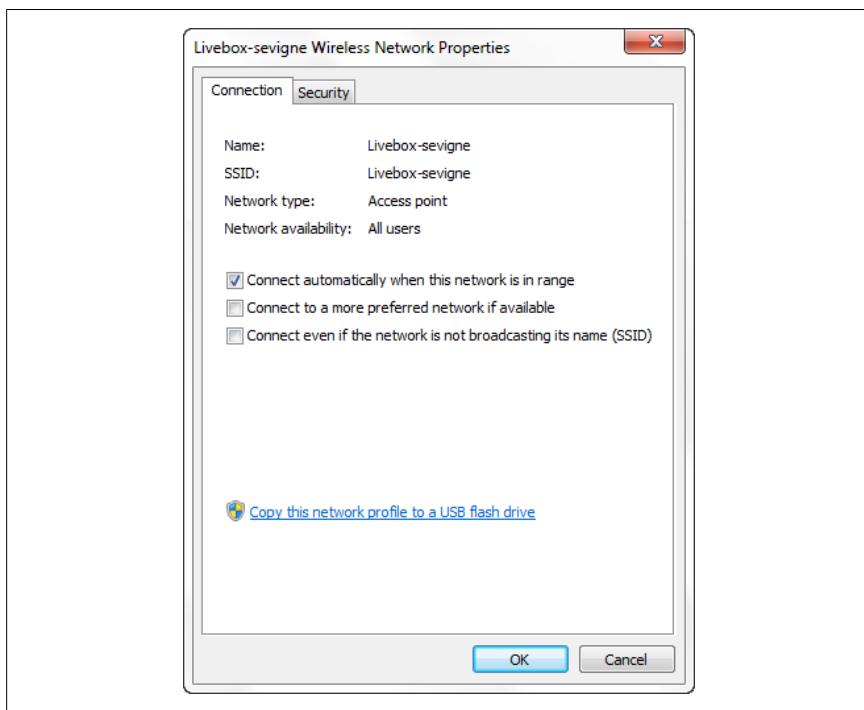 Livebox-sevigne Wireless Network Properties
Connection Security
Name: Livebox-sevigne
SSID: Livebox-sevigne
Network type: Access point
Network availability: All users
Connect automatically when this network is in range
Connect to a more preferred network if available
Connect even if the network is not broadcasting its name (SSID)
Copy this network profile to a USB flash drive
OK Cancel